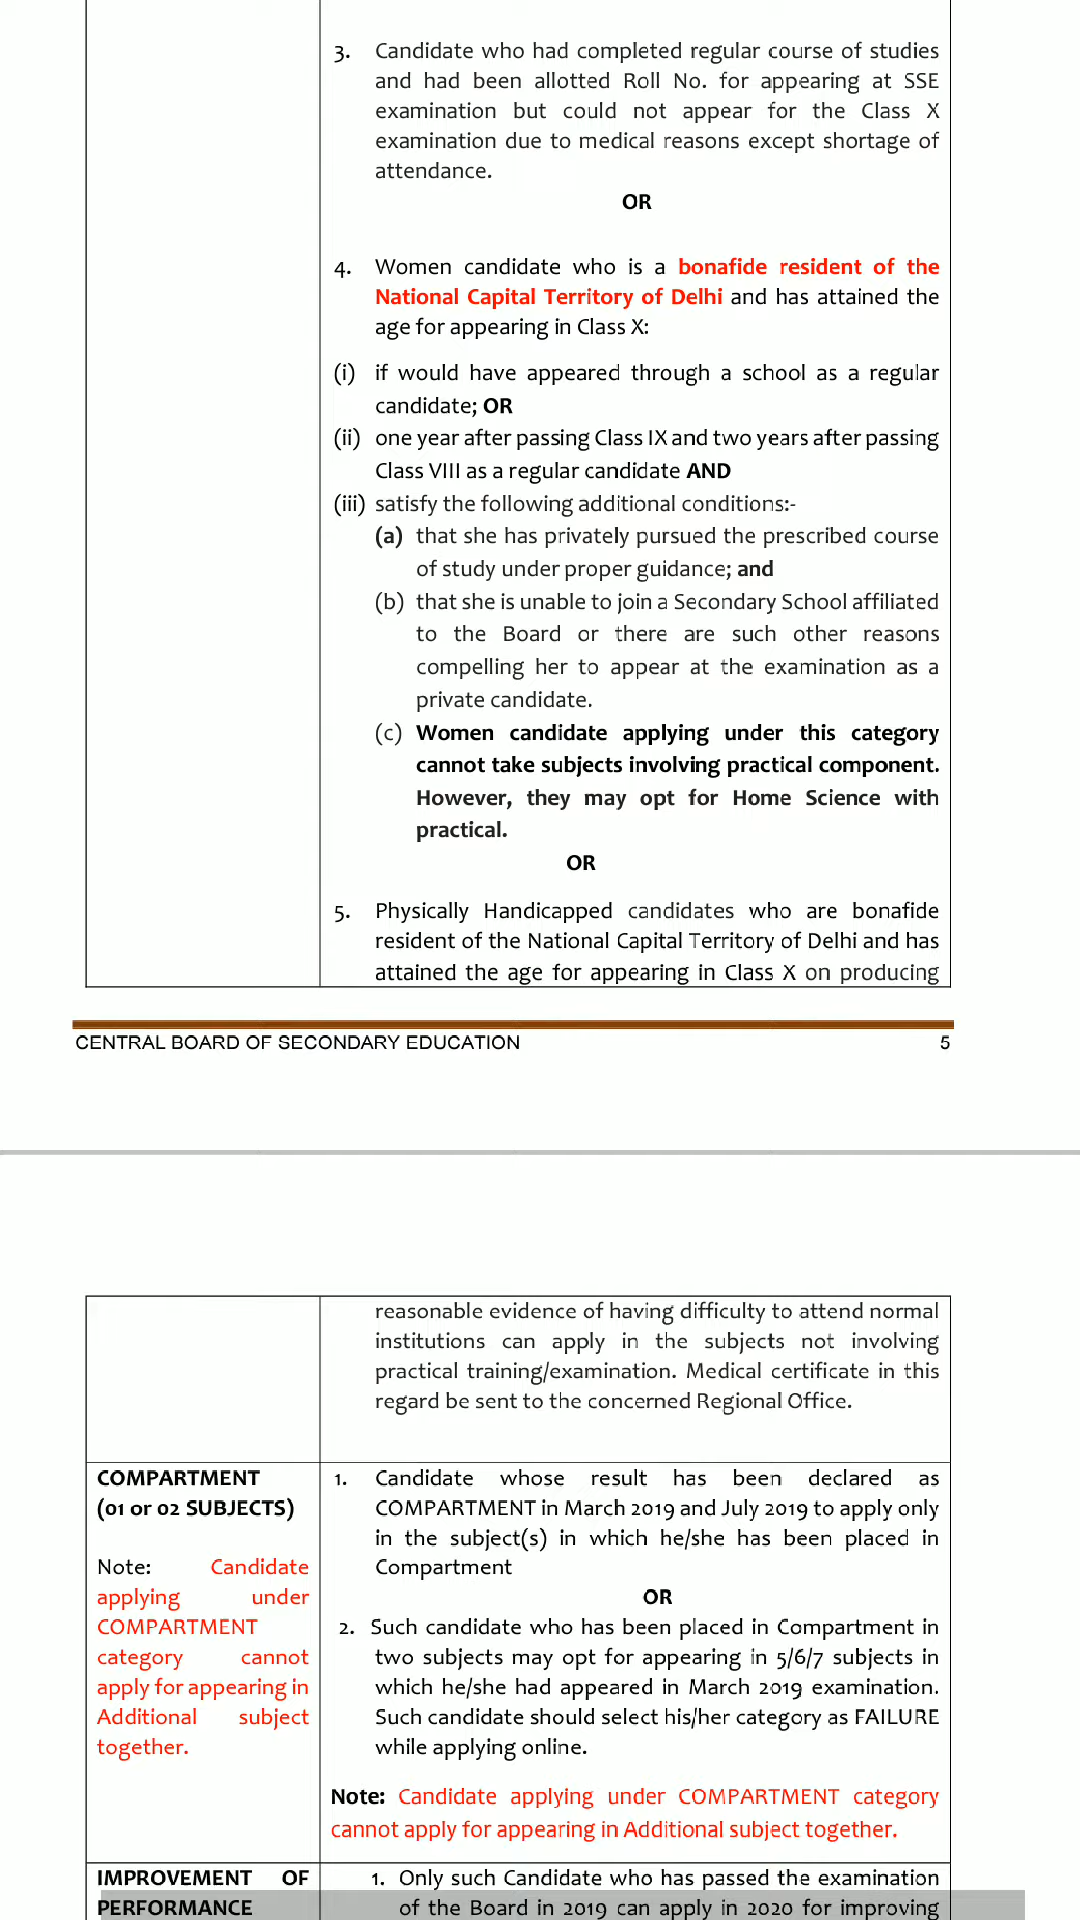 3. Candidate who had completed regular course of studies
and had been allotted Roll No. for appearing at SSE
examination but could not appear for the Class X
examination due to medical reasons except shortage of
attendance.
OR
4. Women candidate who is a bonafide resident of the
National Capital Territory of Delhi and has attained the
age for appearing in Class X:
(i) if would have appeared through a school as a regular
candidate; OR
(ii) one year after passing Class IX and two years after passing
Class VIII as a regular candidate AND
(iii) satisfy the following additional conditions:-
(a) that she has privately pursued the prescribed course
of study under proper guidance; and
(b) that she is unable to join a Secondary School affiliated
to the Board or there are such other reasons
compelling her to appear at the examination as a
private candidate.
(c) Women candidate applying under this category
cannot take subjects involving practical component.
However, they may opt for Home Science with
practical.
OR
5. Physically Handicapped candidates who are bonafide
resident of the National Capital Territory of Delhi and has
attained the age for appearing in Class X on producing
CENTRAL BOARD OF SECONDARY EDUCATION 5
reasonable evidence of having difficulty to attend normal
institutions can apply in the subjects not involving
practical training/examination. Medical certificate in this
regard be sent to the concerned Regional Office.
COMPARTMENT
(01 or 02 SUBJECTS)
Note: Candidate
applying under
COMPARTMENT
category cannot
apply for appearing in
Additional subject
together.
1. Candidate whose result has been declared as
COMPARTMENT in March 2019 and July 2019 to apply only
in the subject(s) in which he/she has been placed in
Compartment
OR
2. Such candidate who has been placed in Compartment in
two subjects may opt for appearing in 5/6/7 subjects in
which he/she had appeared in March 2019 examination.
Such candidate should select his/her category as FAILURE
while applying online.
Note: Candidate applying under COMPARTMENT category
cannot apply for appearing in Additional subject together.
IMPROVEMENT OF
PERFORMANCE
1. Only such Candidate who has passed the examination
of the Board in 2019 can apply in 2020 for improving